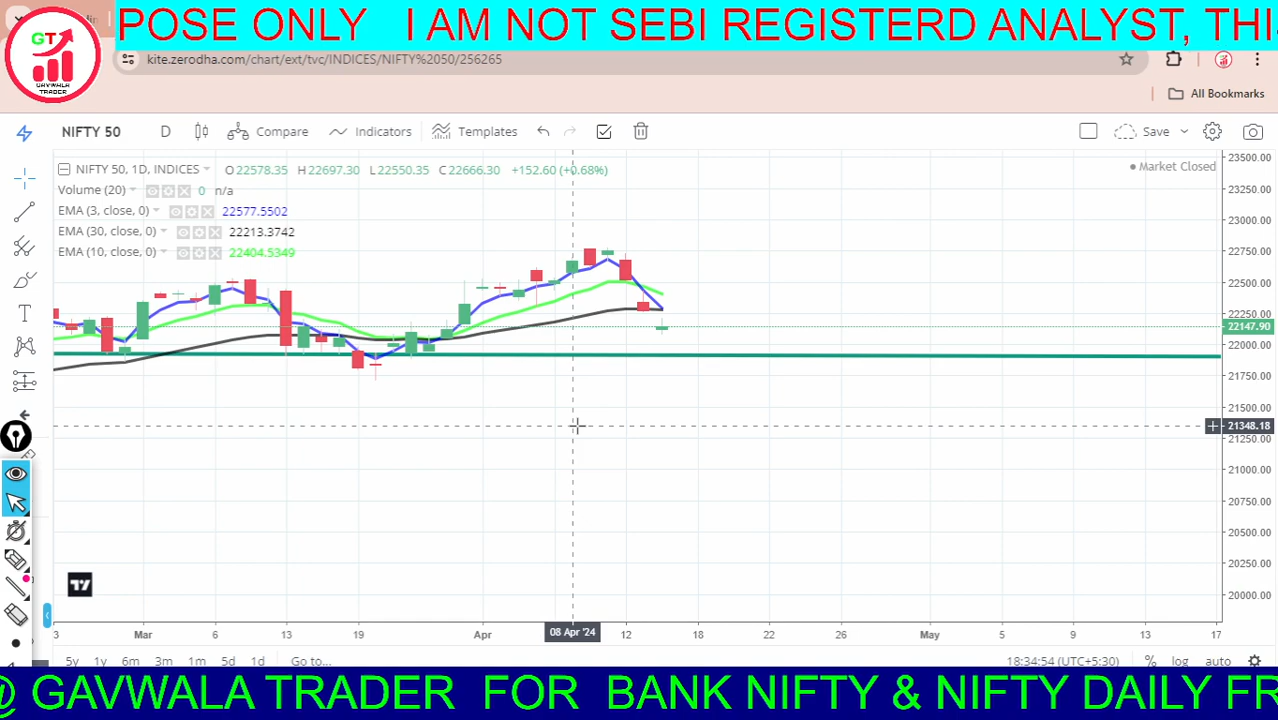 POSE ONLY I AM NOT SEBI REGISTERD ANALYST, THI
GT
GAVWALA
TRADER
kite.zerodha.com/chart/ext/tvc/INDICES/NIFTY%2050/256265
All Bookmarks
NIFTY 50 D Compare Indicators Templates Save
NIFTY 50, 1D, INDICES O22578.35 H22697.30 L22550.35 C22666.30 +152.60 (+0.68%)
Market Closed
Volume (20) 0 n/a
EMA (3, close, 0) 22577.5502
EMA (30, close, 0) 22213.3742
EMA (10, close, 0) 22404.5349
23500.00
23250.00
23000.00
22750.00
22500.00
22250.00
22147.90
22000.00
21750.00
21500.00
21348.18
21250.00
21000.00
20750.00
20500.00
20250.00
20000.00
3 Mar 6 13 19 Apr 08 Apr '24 12 18 22 26 May 5 9 13 17
5y 1y 6m 3m 1m 5d 1d Go to... 18:34:54 (UTC+5:30) % log auto
@ GAVWALA TRADER FOR BANK NIFTY & NIFTY DAILY FR